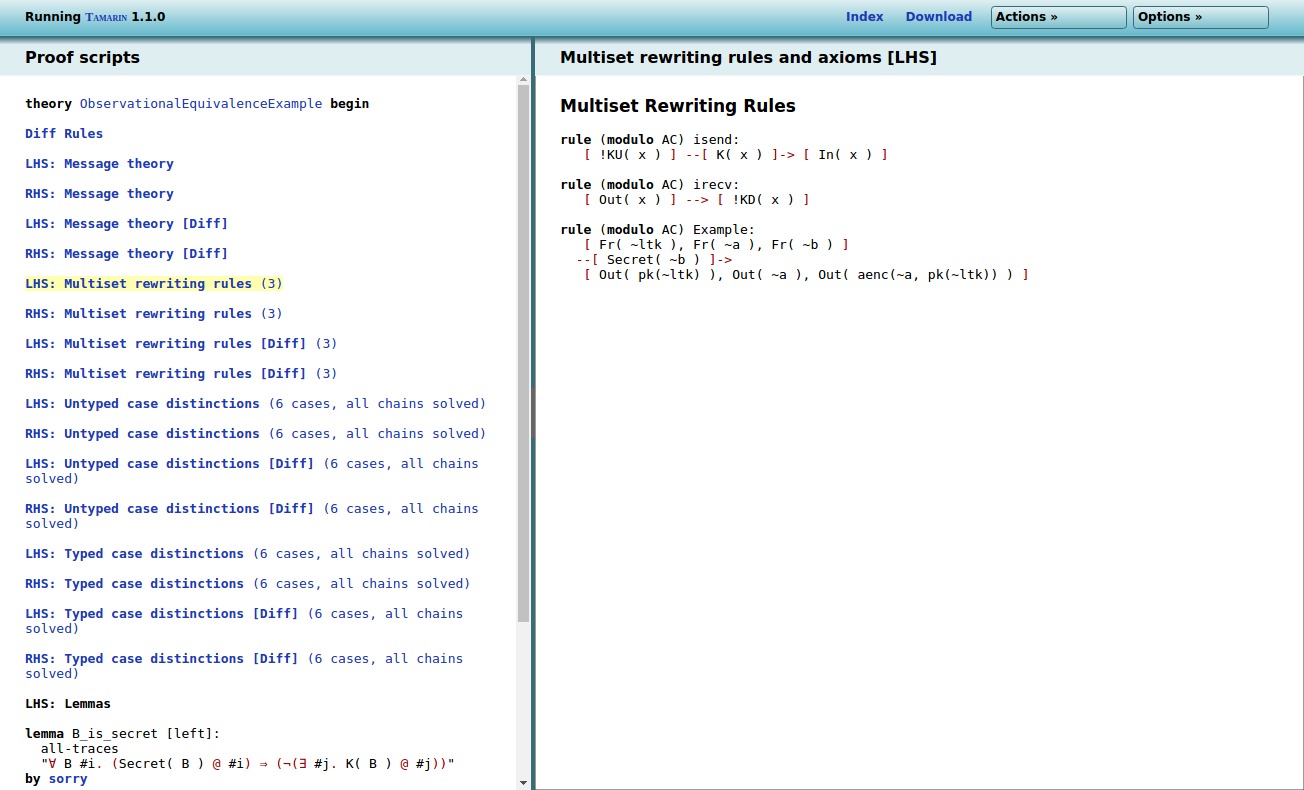 Running TAMARIN 1.1.0
Index Download Actions » Options »
Proof scripts
theory ObservationalEquivalenceExample begin
Diff Rules
LHS: Message theory
RHS: Message theory
LHS: Message theory [Diff]
RHS: Message theory [Diff]
LHS: Multiset rewriting rules (3)
RHS: Multiset rewriting rules (3)
LHS: Multiset rewriting rules [Diff] (3)
RHS: Multiset rewriting rules [Diff] (3)
LHS: Untyped case distinctions (6 cases, all chains solved)
RHS: Untyped case distinctions (6 cases, all chains solved)
LHS: Untyped case distinctions [Diff] (6 cases, all chains
solved)
RHS: Untyped case distinctions [Diff] (6 cases, all chains
solved)
LHS: Typed case distinctions (6 cases, all chains solved)
RHS: Typed case distinctions (6 cases, all chains solved)
LHS: Typed case distinctions [Diff] (6 cases, all chains
solved)
RHS: Typed case distinctions [Diff] (6 cases, all chains
solved)
LHS: Lemmas
lemma B_is_secret [left]:
all-traces
"∀ B #i. (Secret( B ) @ #i) ⇒ (¬(∃ #j. K( B ) @ #j))"
by sorry
Multiset rewriting rules and axioms [LHS]
Multiset Rewriting Rules
rule (modulo AC) isend:
[ !KU( x ) ] --[ K( x ) ]-> [ In( x ) ]
rule (modulo AC) irecv:
[ Out( x ) ] --> [ !KD( x ) ]
rule (modulo AC) Example:
[ Fr( ~ltk ), Fr( ~a ), Fr( ~b ) ]
--[ Secret( ~b ) ]->
[ Out( pk(~ltk) ), Out( ~a ), Out( aenc(~a, pk(~ltk)) ) ]